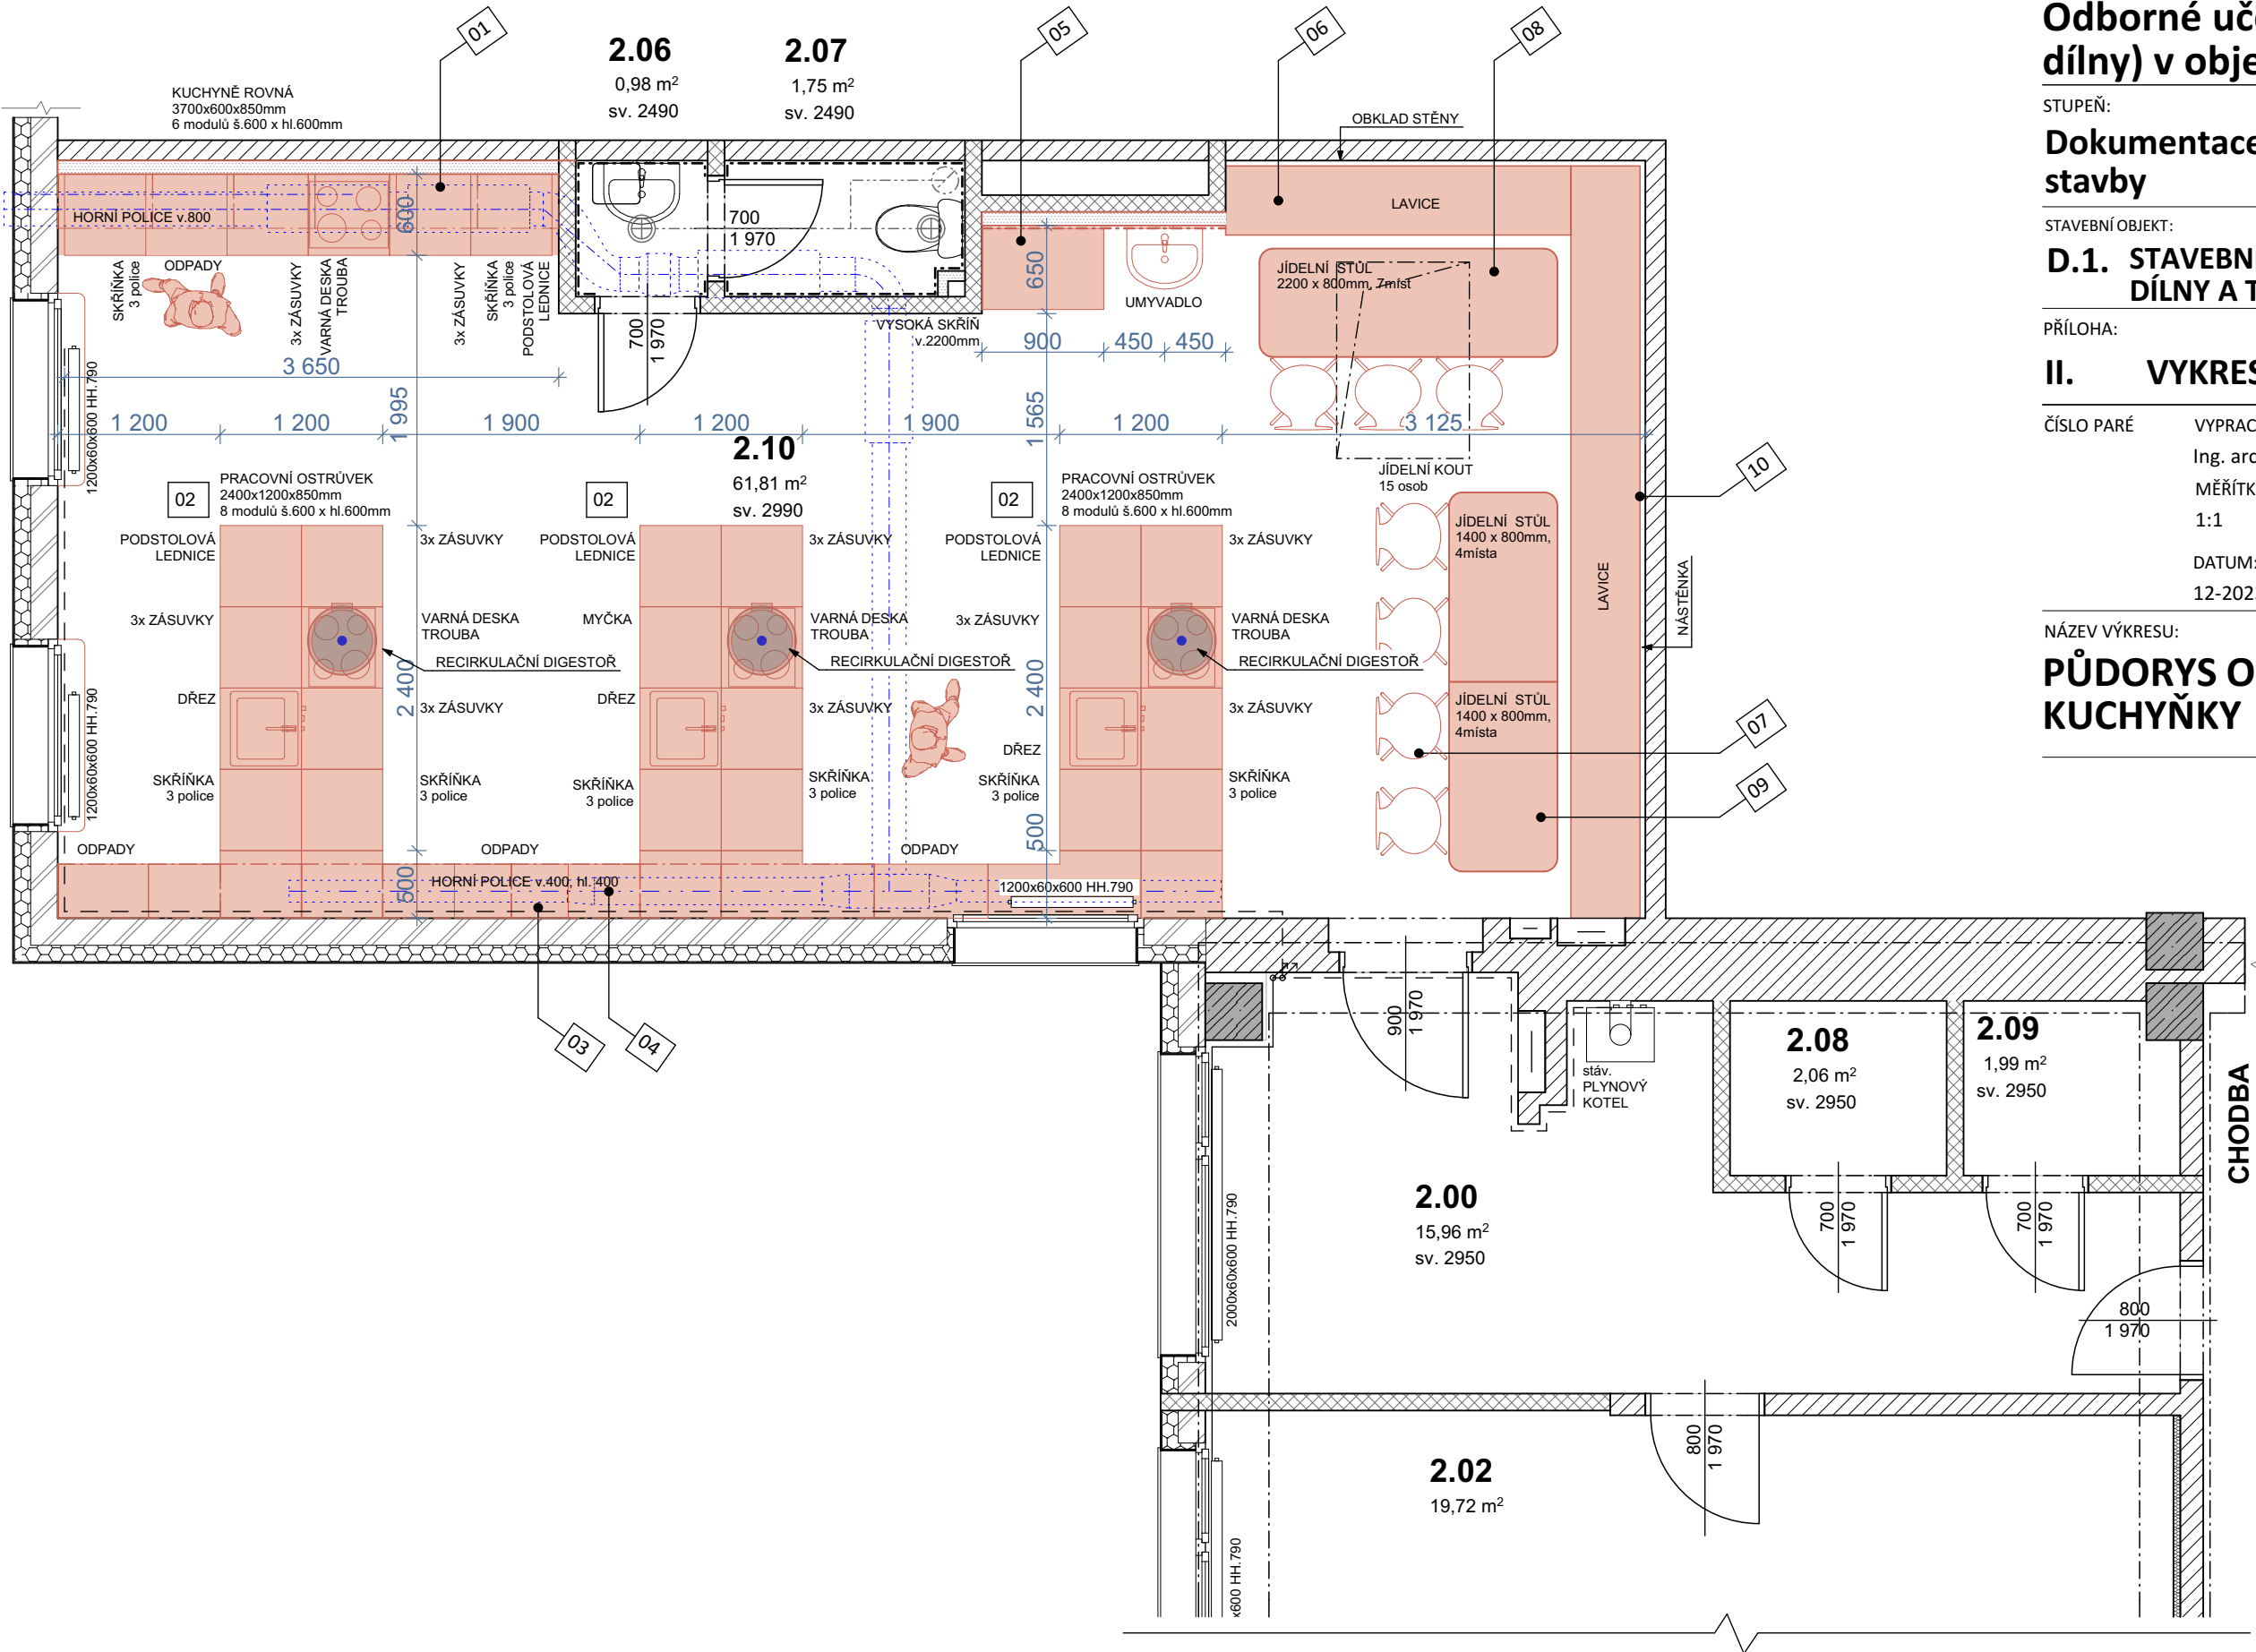 01
2.06
0,98 m²
sv. 2490
2.07
1,75 m²
sv. 2490
05
06
08
KUCHYNĚ ROVNÁ
3700x600x850mm
6 modulů š.600 x hl.600mm
OBKLAD STĚNY
HORNÍ POLICE v.800
600
700
1 970
LAVICE
SKŘÍŇKA
3 police
ODPADY
3x ZÁSUVKY
VARNÁ DESKA
TROUBA
3x ZÁSUVKY
SKŘÍŇKA
3 police
PODSTOLOVÁ
LEDNICE
700
1 970
650
UMYVADLO
JÍDELNÍ STŮL
2200 x 800mm, 7míst
VYSOKÁ SKŘÍŇ
v.2200mm
900
450
450
3 650
1200x60x600 HH.790
1 995
1 565
1 200
1 200
1 900
1 200
1 900
1 200
3 125
2.10
61,81 m²
sv. 2990
JÍDELNÍ KOUT
15 osob
10
02
PRACOVNÍ OSTRŮVEK
2400x1200x850mm
8 modulů š.600 x hl.600mm
02
02
PRACOVNÍ OSTRŮVEK
2400x1200x850mm
8 modulů š.600 x hl.600mm
PODSTOLOVÁ
LEDNICE
3x ZÁSUVKY
PODSTOLOVÁ
LEDNICE
3x ZÁSUVKY
PODSTOLOVÁ
LEDNICE
3x ZÁSUVKY
JÍDELNÍ STŮL
1400 x 800mm,
4místa
LAVICE
NÁSTĚNKA
3x ZÁSUVKY
VARNÁ DESKA
TROUBA
MYČKA
VARNÁ DESKA
TROUBA
3x ZÁSUVKY
VARNÁ DESKA
TROUBA
RECIRKULAČNÍ DIGESTOŘ
RECIRKULAČNÍ DIGESTOŘ
RECIRKULAČNÍ DIGESTOŘ
1200x60x600 HH.790
2 400
2 400
DŘEZ
3x ZÁSUVKY
DŘEZ
3x ZÁSUVKY
DŘEZ
3x ZÁSUVKY
JÍDELNÍ STŮL
1400 x 800mm,
4místa
07
09
SKŘÍŇKA
3 police
SKŘÍŇKA
3 police
SKŘÍŇKA
3 police
SKŘÍŇKA
3 police
SKŘÍŇKA
3 police
SKŘÍŇKA
3 police
ODPADY
ODPADY
ODPADY
500
500
HORNÍ POLICE v.400, hl. 400
1200x60x600 HH.790
03
04
900
1 970
stáv.
PLYNOVÝ
KOTEL
2.08
2,06 m²
sv. 2950
2.09
1,99 m²
sv. 2950
CHODBA
2.00
15,96 m²
sv. 2950
700
1 970
700
1 970
2000x60x600 HH.790
800
1 970
800
1 970
2.02
19,72 m²
x600 HH.790
Odborné uče
dílny) v obje
STUPEŇ:
Dokumentace
stavby
STAVEBNÍ OBJEKT:
D.1. STAVEBNÍ
DÍLNY A T
PŘÍLOHA:
II. VYKRES
ČÍSLO PARÉ
VYPRAC
Ing. arc
MĚŘÍTK
1:1
DATUM:
12-202
NÁZEV VÝKRESU:
PŮDORYS O
KUCHYŇKY